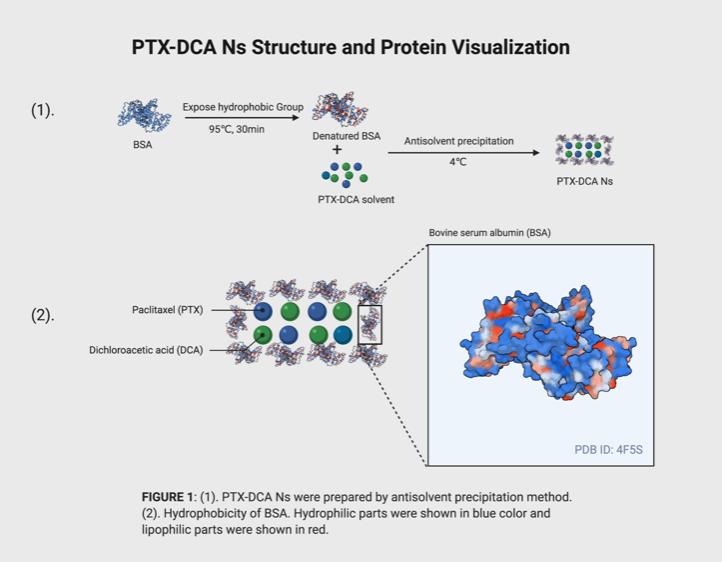 PTX-DCA Ns Structure and Protein Visualization
(1).
Expose hydrophobic Group
95℃, 30min
BSA
Denatured BSA
+
PTX-DCA solvent
Antisolvent precipitation
4℃
PTX-DCA Ns
Bovine serum albumin (BSA)
(2).
Paclitaxel (PTX)
Dichloroacetic acid (DCA)
PDB ID: 4F5S
FIGURE 1: (1). PTX-DCA Ns were prepared by antisolvent precipitation method.
(2). Hydrophobicity of BSA. Hydrophilic parts were shown in blue color and
lipophilic parts were shown in red.